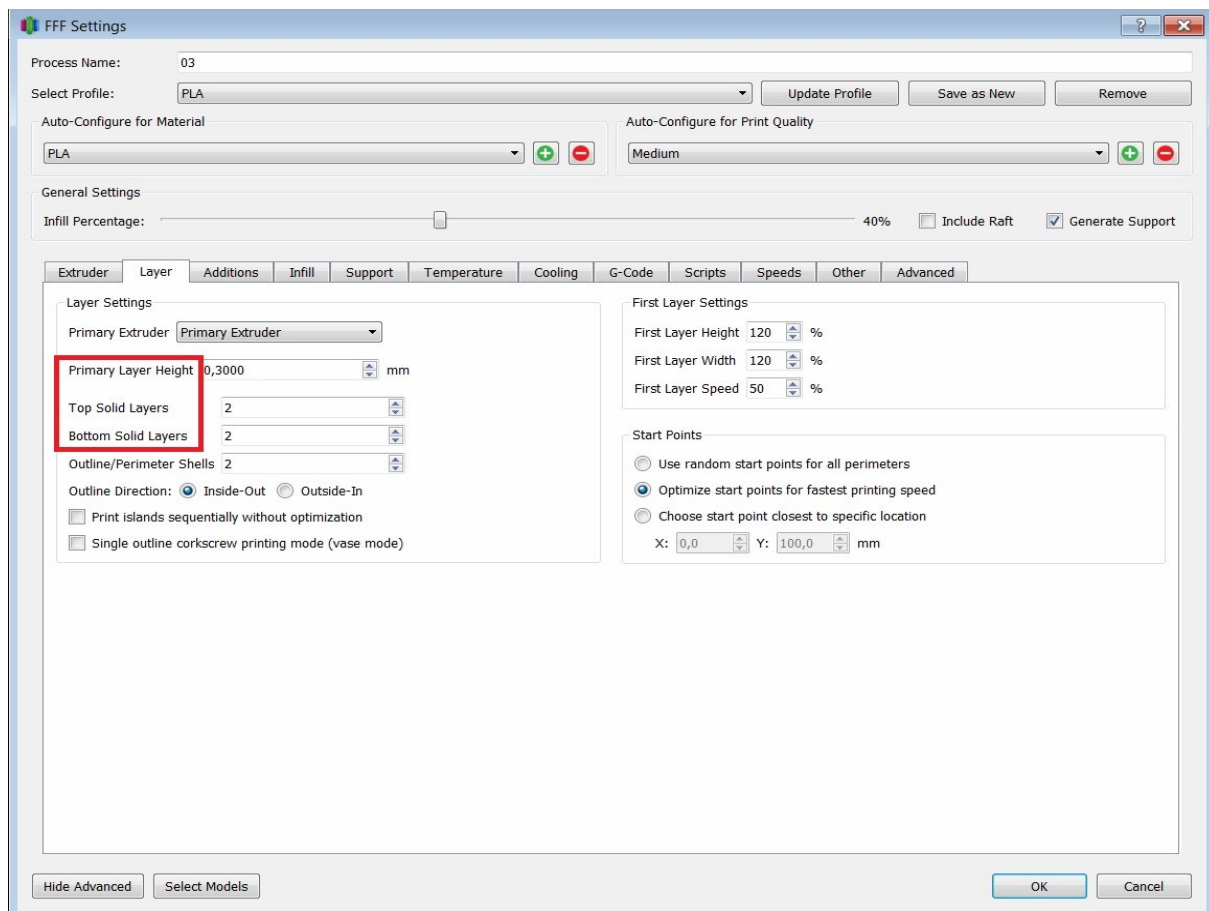 FFF Settings
Process Name: 03
Select Profile: PLA Update Profile Save as New Remove
Auto-Configure for Material Auto-Configure for Print Quality
PLA Medium
General Settings
Infill Percentage: 40% Include Raft Generate Support
Extruder Layer Additions Infill Support Temperature Cooling G-Code Scripts Speeds Other Advanced
Layer Settings
Primary Extruder Primary Extruder
Primary Layer Height 0,3000 mm
Top Solid Layers 2
Bottom Solid Layers 2
Outline/Perimeter Shells 2
Outline Direction: Inside-Out Outside-In
Print islands sequentially without optimization
Single outline corkscrew printing mode (vase mode)
First Layer Settings
First Layer Height 120 %
First Layer Width 120 %
First Layer Speed 50 %
Start Points
Use random start points for all perimeters
Optimize start points for fastest printing speed
Choose start point closest to specific location
X: 0,0 Y: 100,0 mm
Hide Advanced Select Models OK Cancel